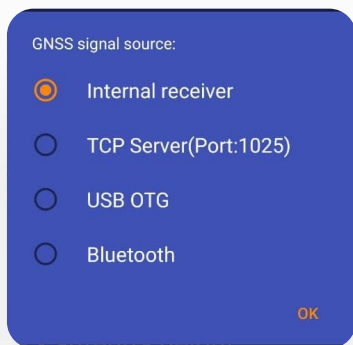 GNSS signal source:
Internal receiver
TCP Server(Port:1025)
USB OTG
Bluetooth
OK